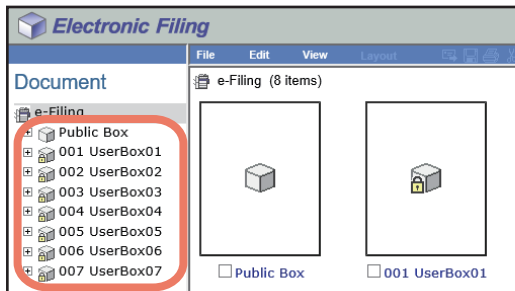 Electronic Filing
File Edit View Layout
Document
e-Filing (8 items)
e-Filing
Public Box
001 UserBox01
002 UserBox02
003 UserBox03
004 UserBox04
005 UserBox05
006 UserBox06
007 UserBox07
Public Box
001 UserBox01